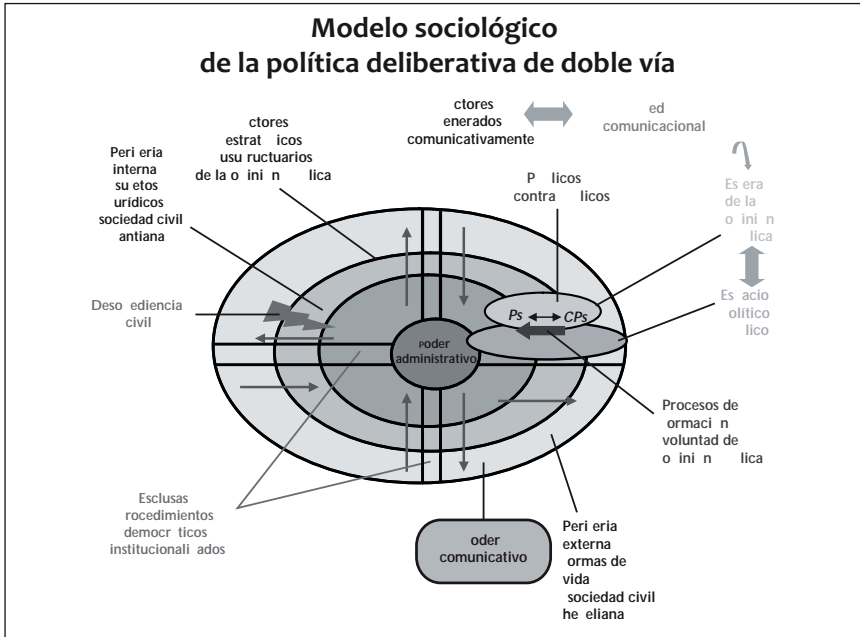 Modelo sociológico
de la política deliberativa de doble vía
ctores
enerados
comunicativamente
ed
comunicacional
ctores
estrat icos
usu ructuarios
de la o ini n lica
Peri eria
interna
su etos
urídicos
sociedad civil
antiana
P licos
contra licos
Es era
de la
o ini n
lica
Deso ediencia
civil
Es acio
olítico
lico
Ps CPs
Poder
administrativo
Procesos de
ormaci n
voluntad de
o ini n lica
Esclusas
rocedimientos
democr ticos
institucionali ados
oder
comunicativo
Peri eria
externa
ormas de
vida
sociedad civil
he eliana